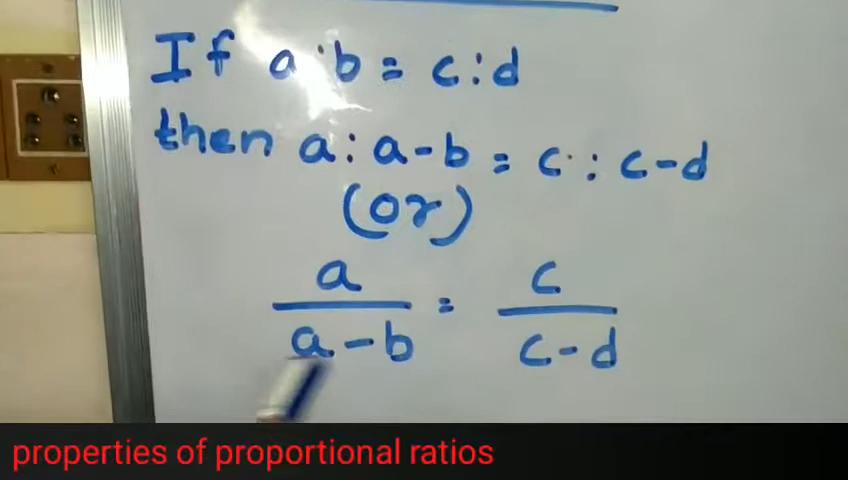 If a:b = c:d
then a:a-b = c:c-d
(or)
a = c
a-b c-d
properties of proportional ratios